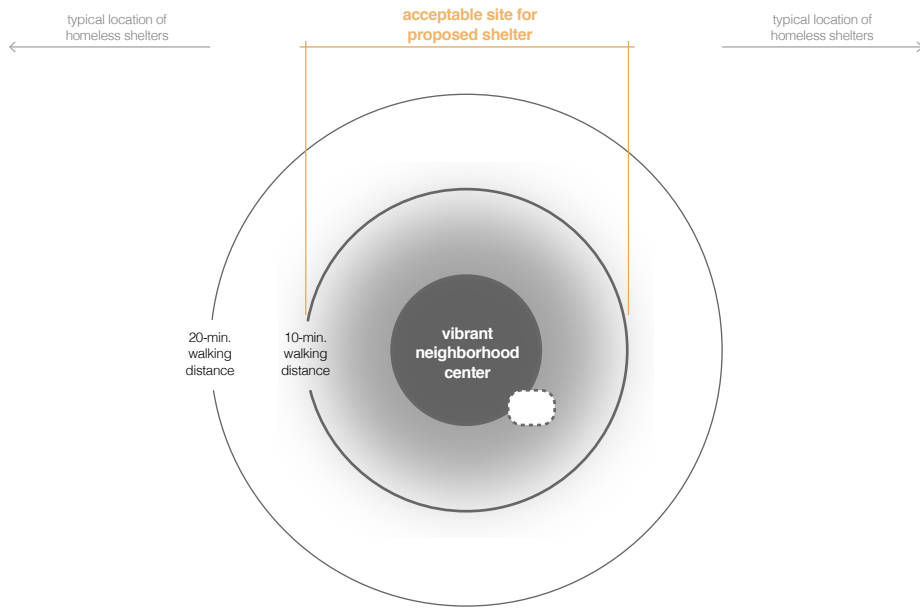 typical location of
homeless shelters
acceptable site for
proposed shelter
typical location of
homeless shelters
20-min.
walking
distance
10-min.
walking
distance
vibrant
neighborhood
center